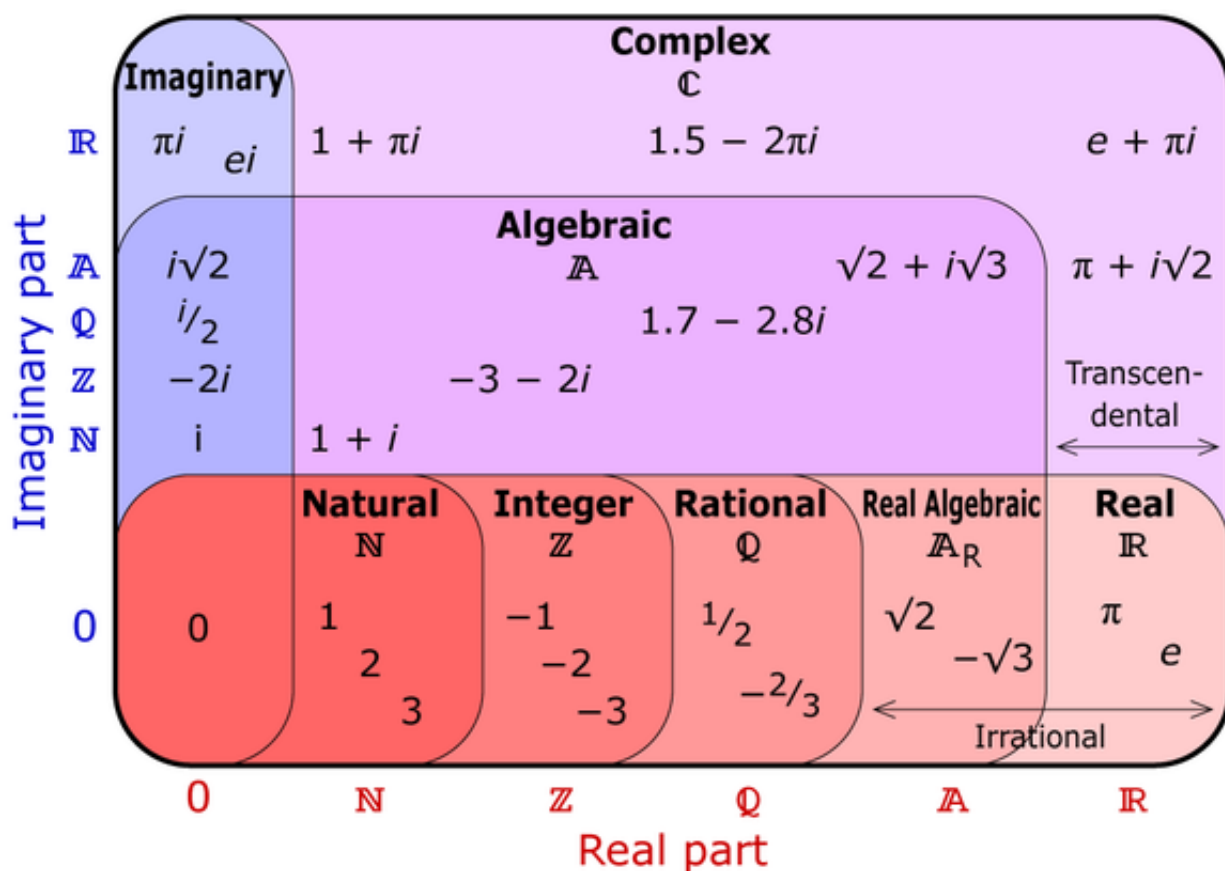 Complex
ℂ
Imaginary
ℝ πi ei 1 + πi 1.5 − 2πi e + πi
Algebraic
𝔸
𝔸 i√2 √2 + i√3 π + i√2
ℚ i/2 1.7 − 2.8i
ℤ −2i −3 − 2i
Transcen-
dental
ℕ i 1 + i
Imaginary part
Natural Integer Rational Real Algebraic Real
ℕ ℤ ℚ 𝔸R ℝ
0 0 1 −1 1/2 √2 π
2 −2 −√3 e
3 −3 −2/3
Irrational
0 ℕ ℤ ℚ 𝔸 ℝ
Real part